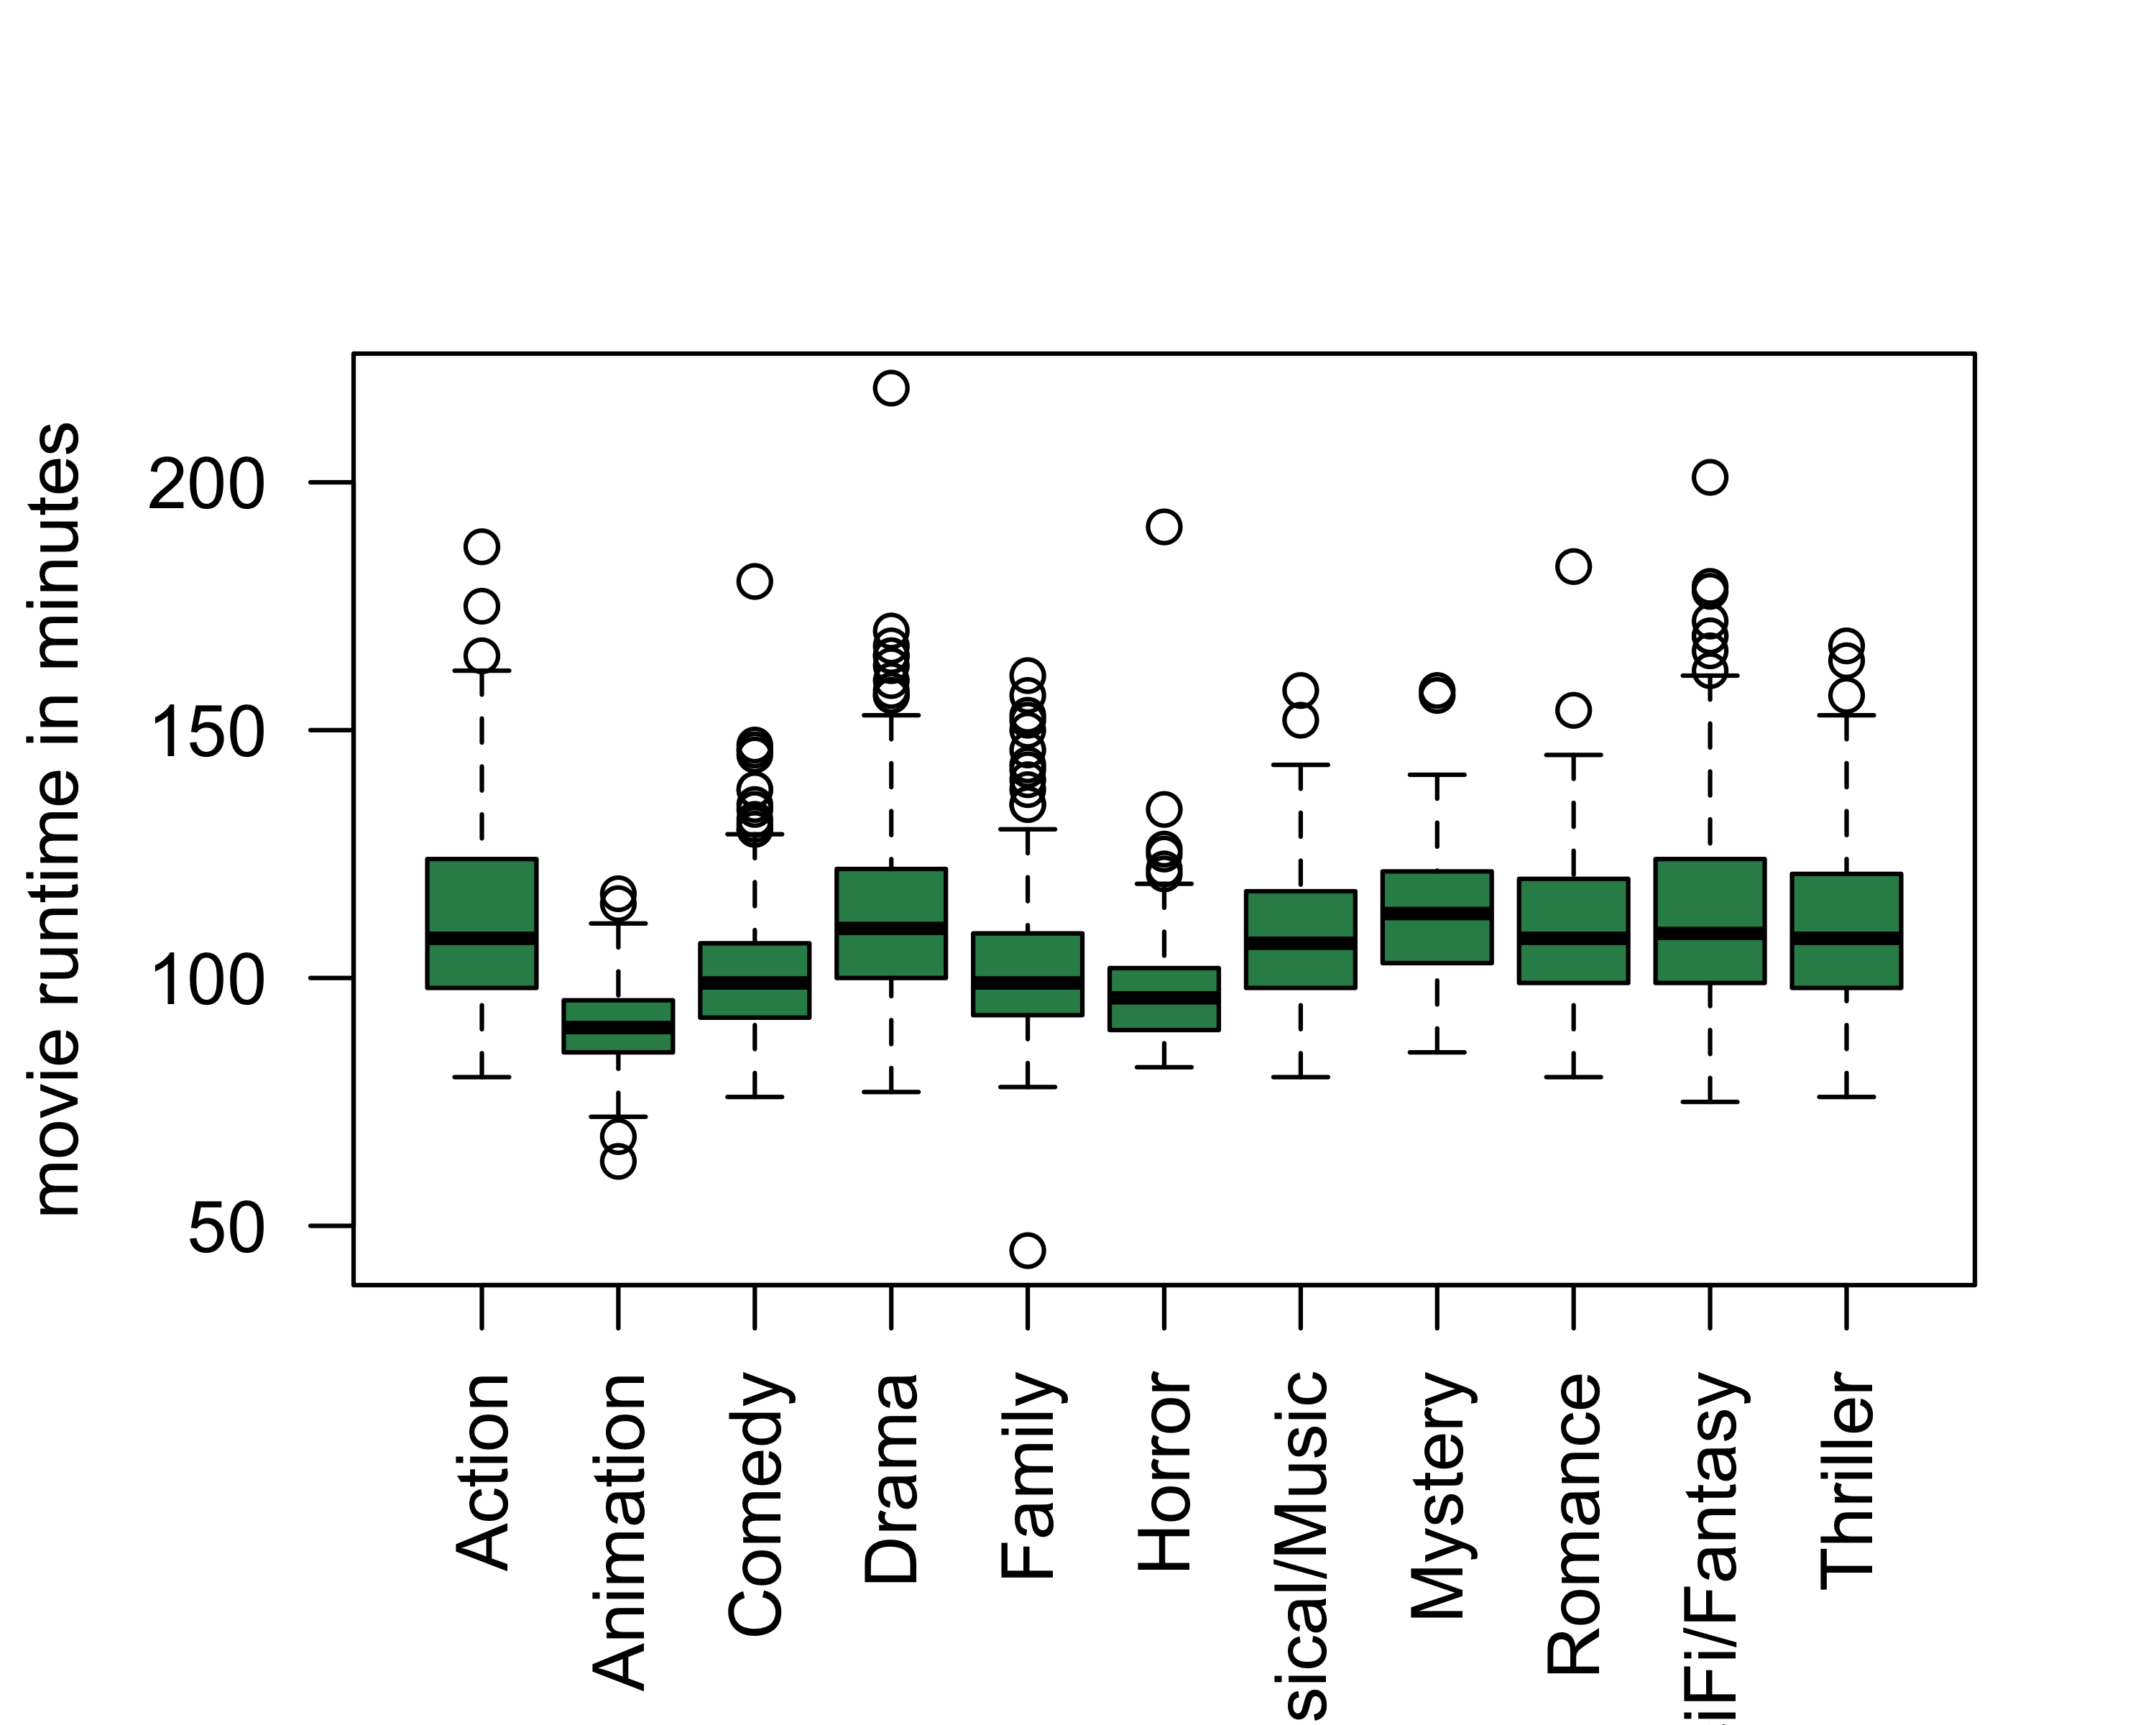 movie runtime in minutes
200
150
100
50
Action
Animation
Comedy
Drama
Family
Horror
sical/Music
Mystery
Romance
iFi/Fantasy
Thriller